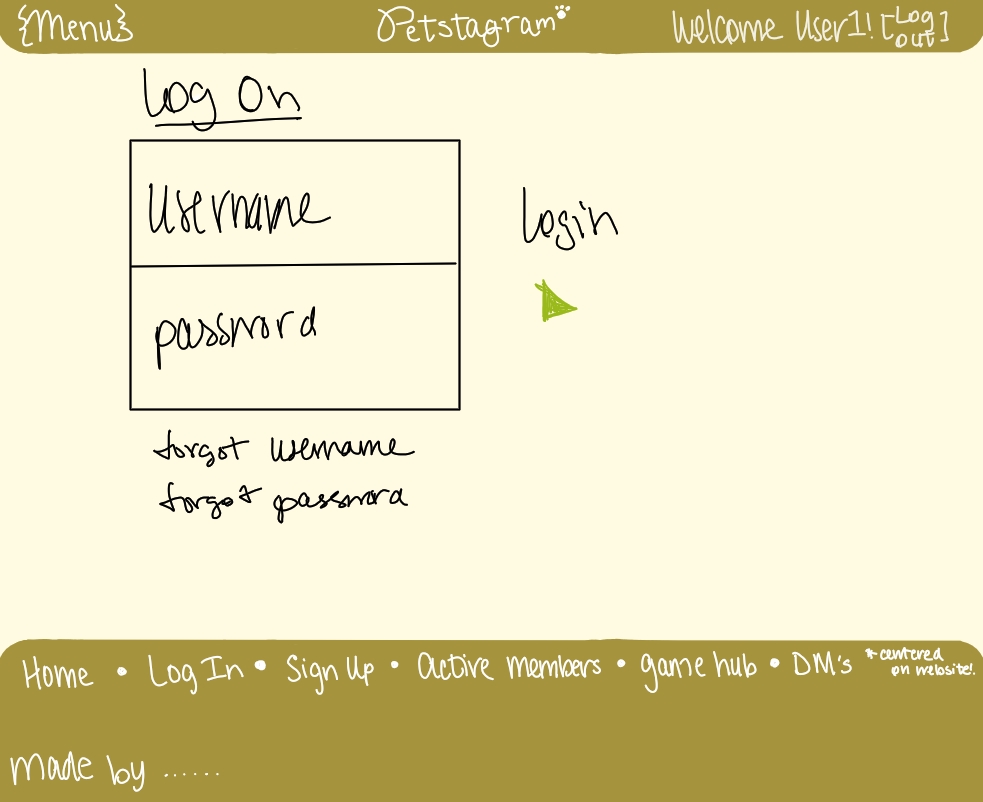 {Menu}
Petstagram
Welcome User1! [Log out]
Log On
Username
Login
password
forgot username
forgot password
Home • Log In • Sign Up • Active members • game hub • DM's
*centered
on website!
Made by ......